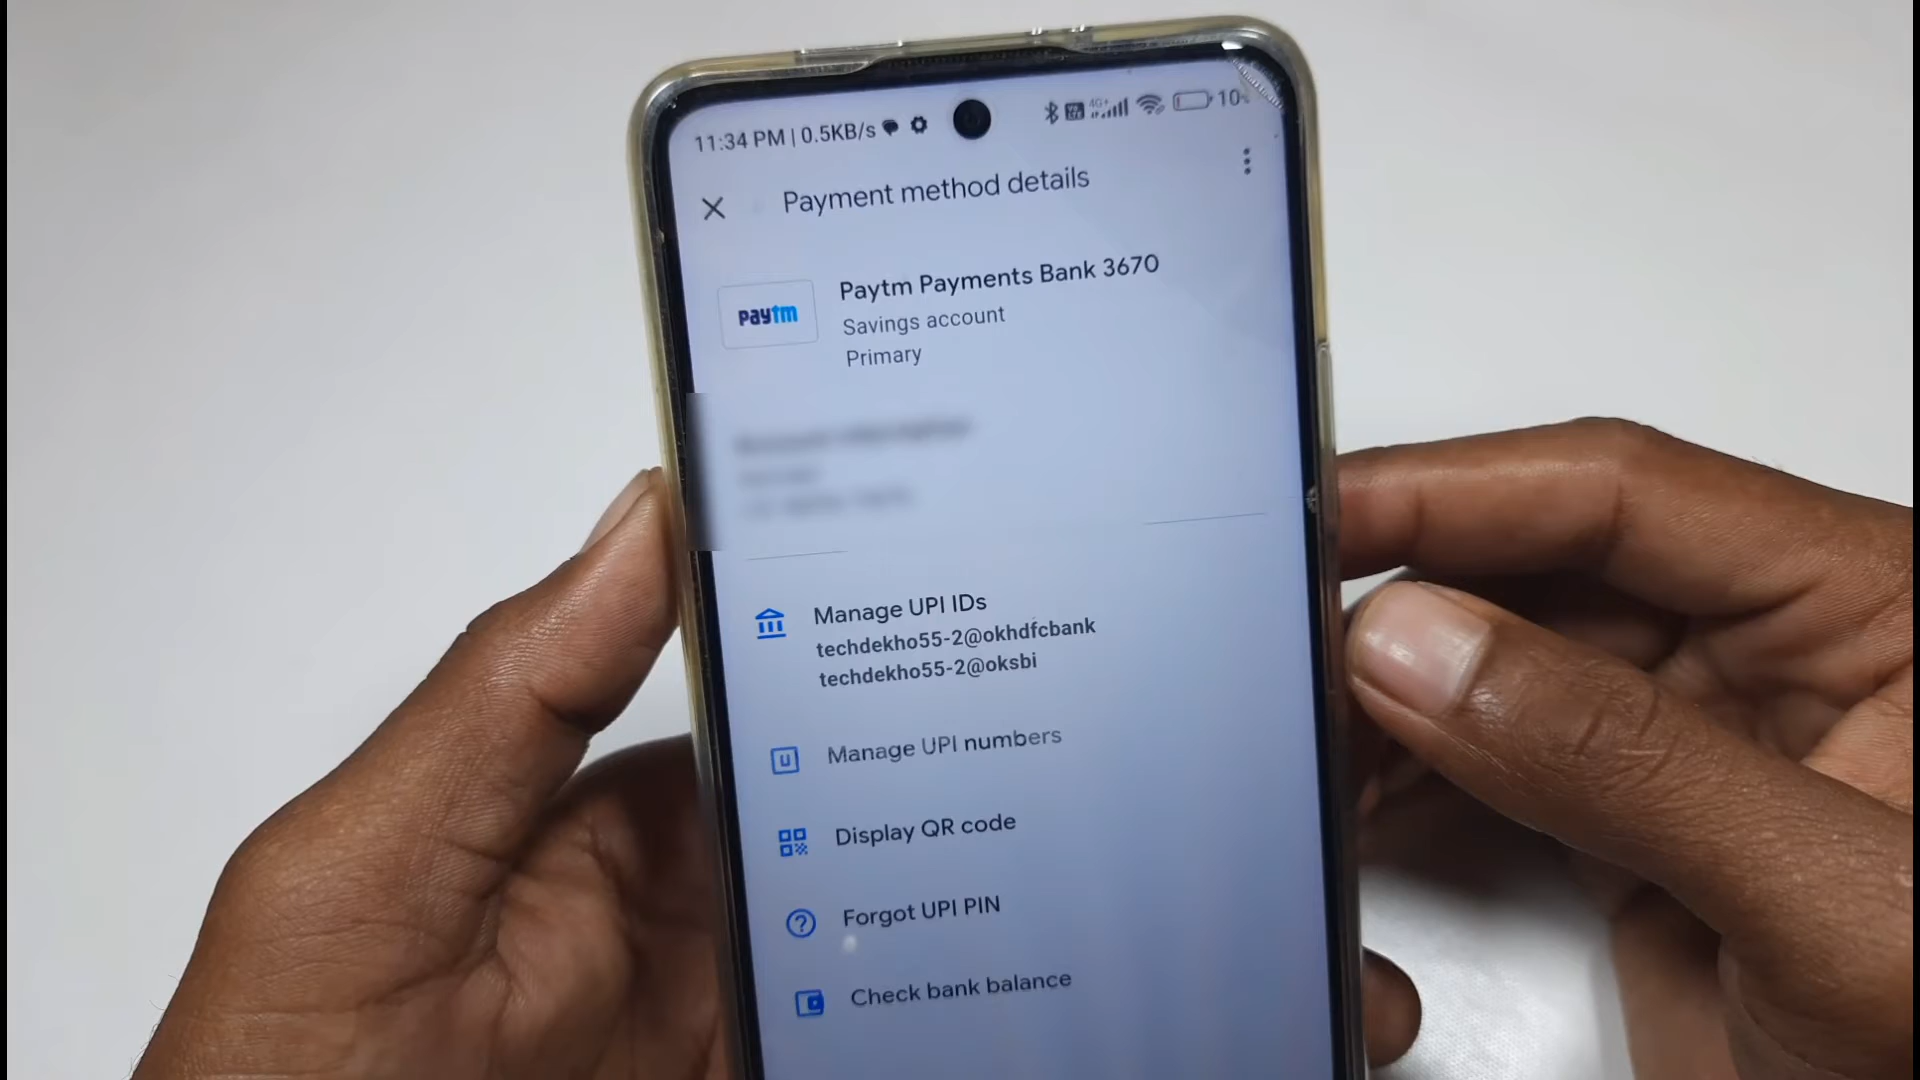 11:34 PM | 0.5KB/s
4G+
10%
Payment method details
paytm
Paytm Payments Bank 3670
Savings account
Primary
Manage UPI IDs
techdekho55-2@okhdfcbank
techdekho55-2@oksbi
Manage UPI numbers
Display QR code
Forgot UPI PIN
Check bank balance